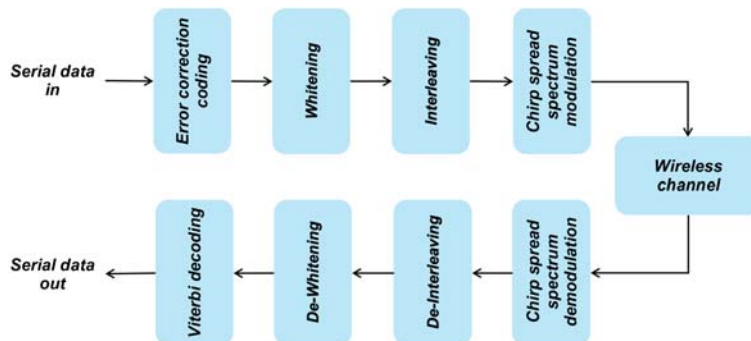 Serial data
in
Error correction
coding
Whitening
Interleaving
Chirp spread
spectrum
modulation
Wireless
channel
Serial data
out
Viterbi decoding
De-Whitening
De-Interleaving
Chirp spread
spectrum
demodulation